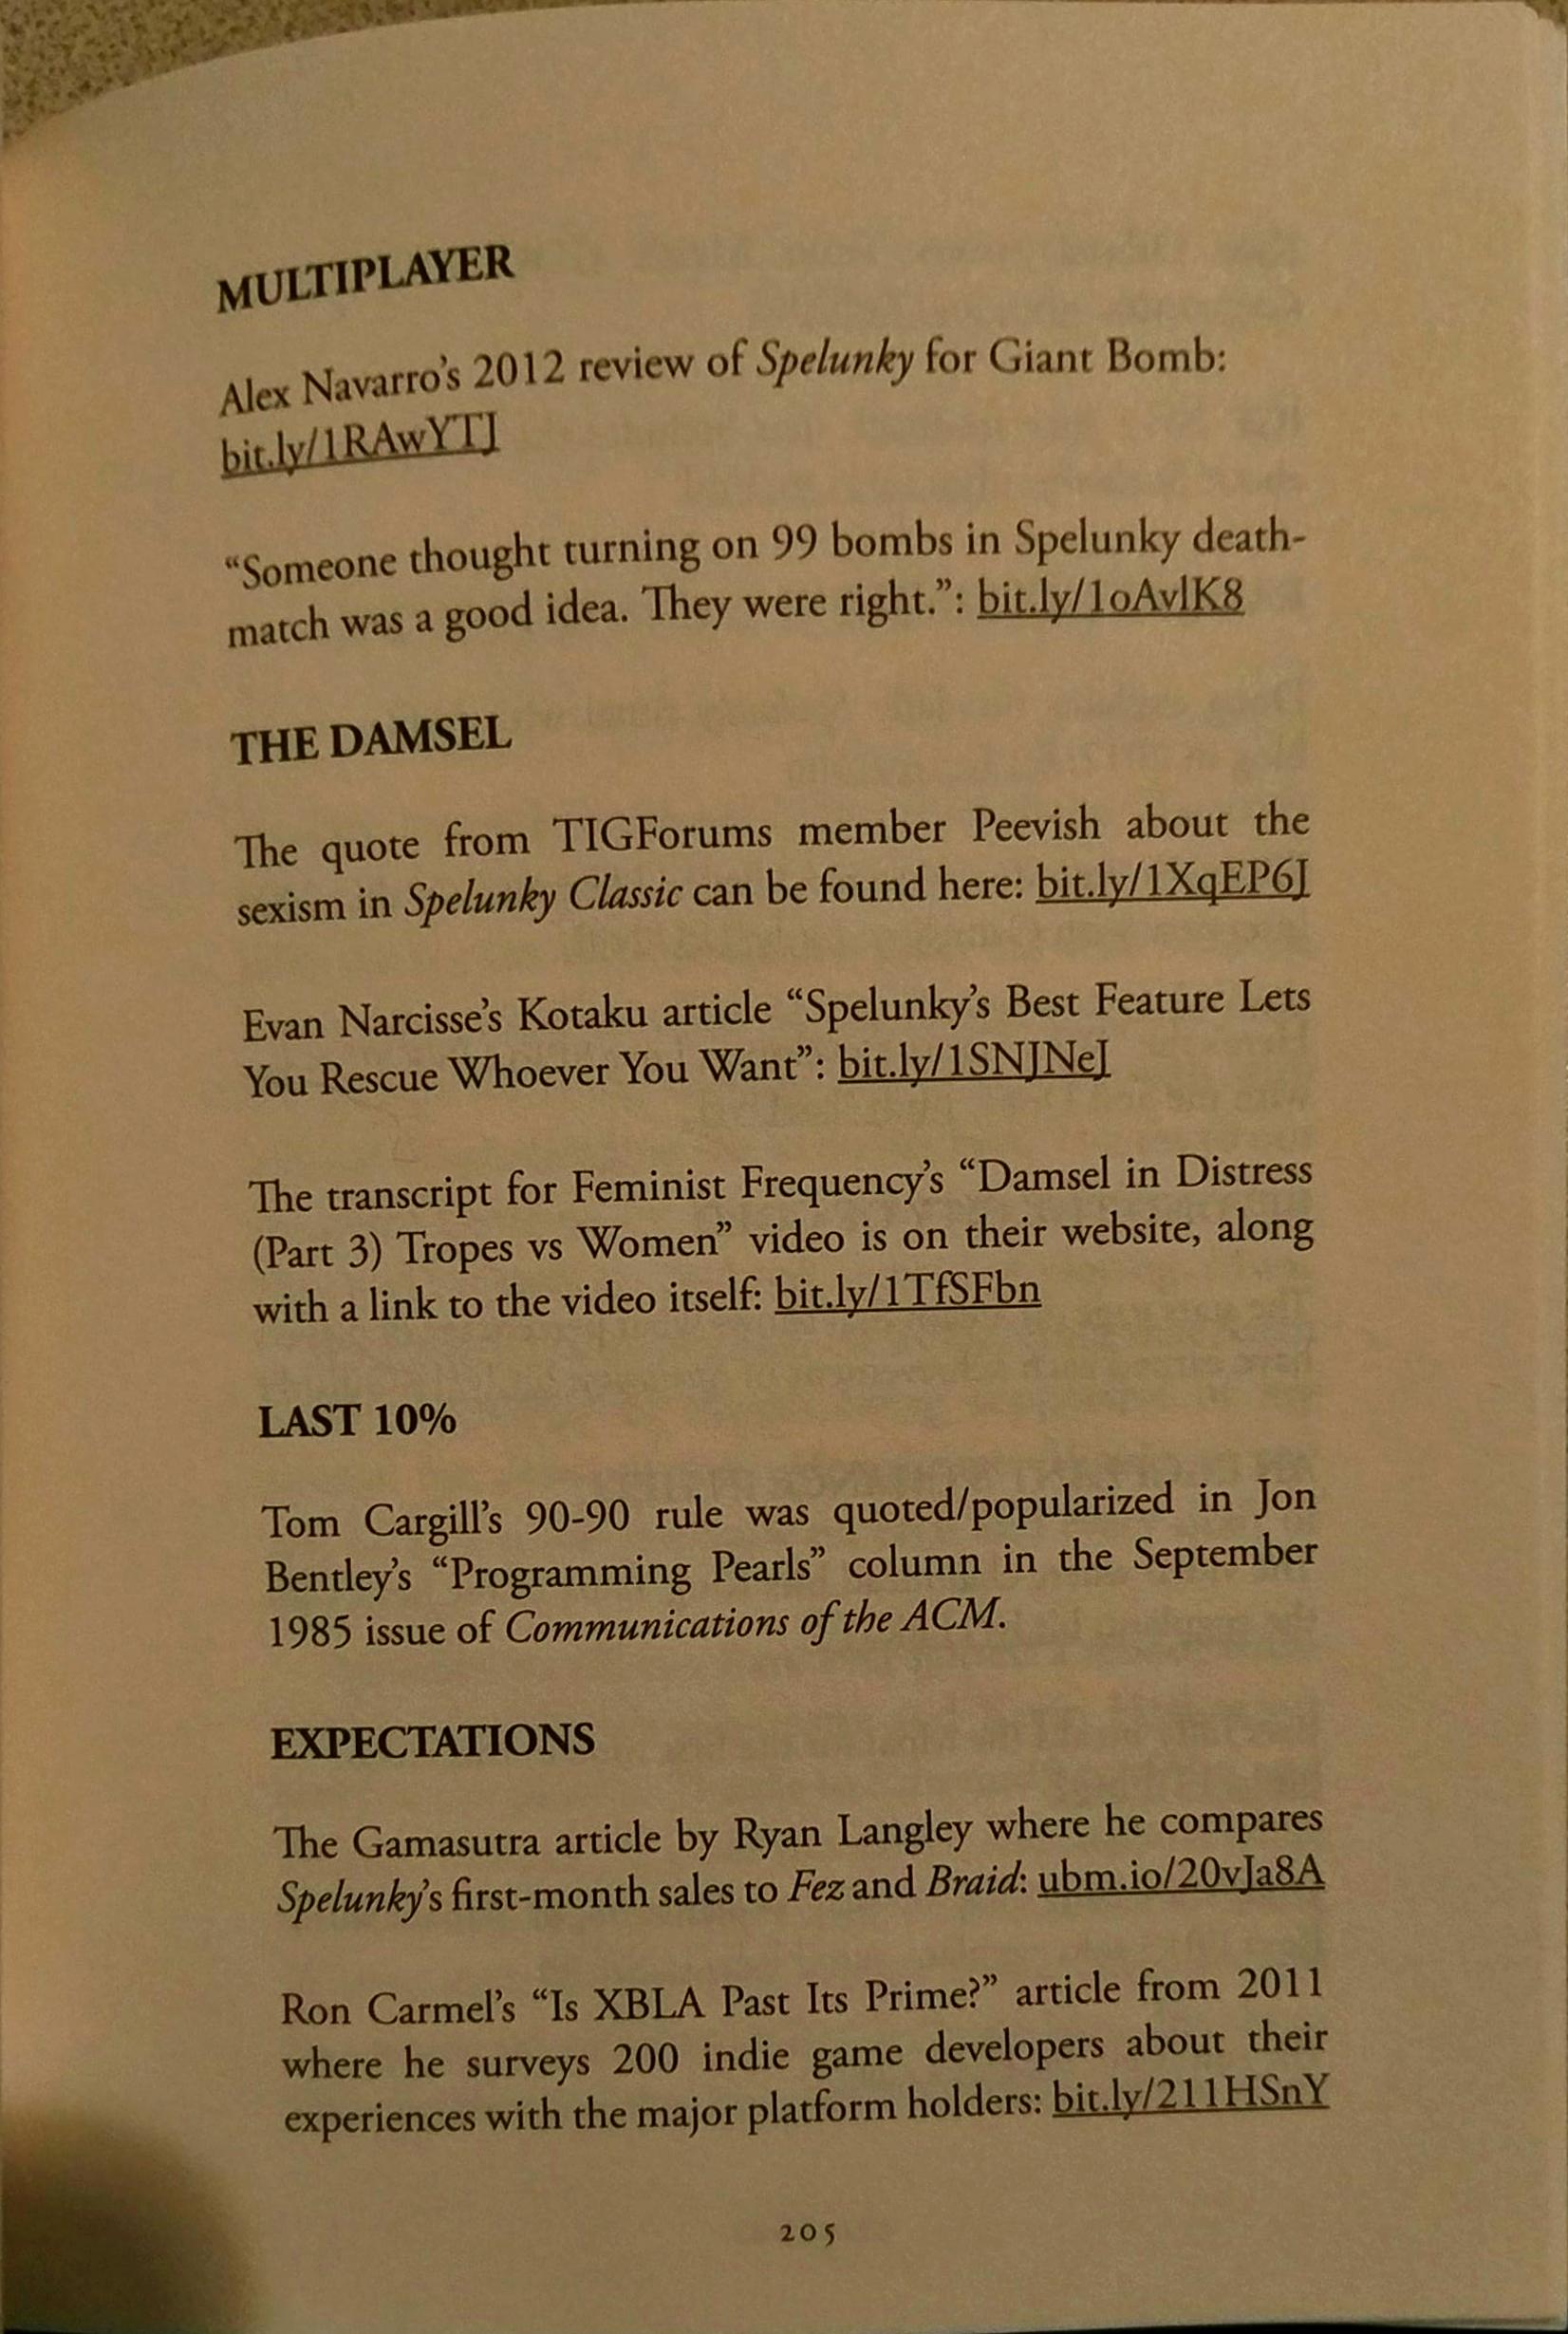 MULTIPLAYER
Alex Navarro's 2012 review of Spelunky for Giant Bomb:
bit.ly/1RAwYTJ
“Someone thought turning on 99 bombs in Spelunky death-
match was a good idea. They were right.”: bit.ly/1oAvlK8
THE DAMSEL
The quote from TIGForums member Peevish about the
sexism in Spelunky Classic can be found here: bit.ly/1XqEP6J
Evan Narcisse’s Kotaku article “Spelunky’s Best Feature Lets
You Rescue Whoever You Want”: bit.ly/1SNJNeJ
The transcript for Feminist Frequency’s “Damsel in Distress
(Part 3) Tropes vs Women” video is on their website, along
with a link to the video itself: bit.ly/1TfSFbn
LAST 10%
Tom Cargill’s 90-90 rule was quoted/popularized in Jon
Bentley’s “Programming Pearls” column in the September
1985 issue of Communications of the ACM.
EXPECTATIONS
The Gamasutra article by Ryan Langley where he compares
Spelunky’s first-month sales to Fez and Braid: ubm.io/20vJa8A
Ron Carmel’s “Is XBLA Past Its Prime?” article from 2011
where he surveys 200 indie game developers about their
experiences with the major platform holders: bit.ly/211HSnY
205